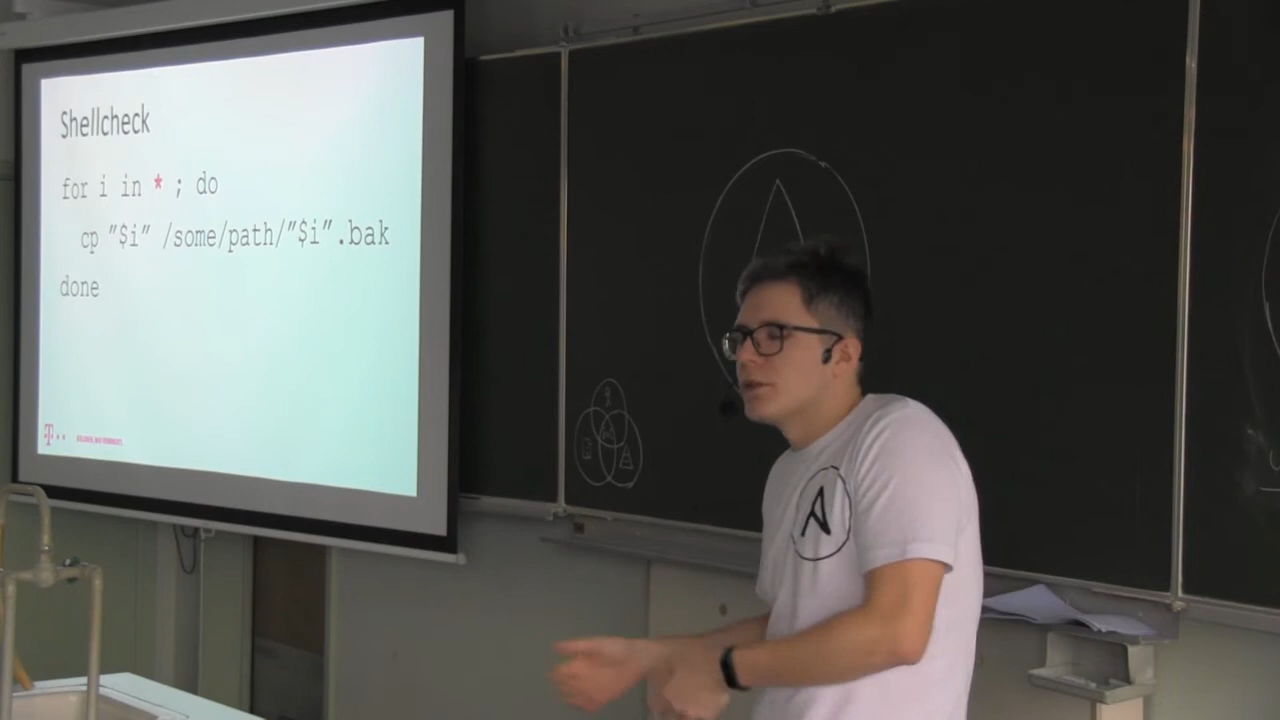 Shellcheck
for i in * ; do
cp ”$i” /some/path/”$i”.bak
done
T
A